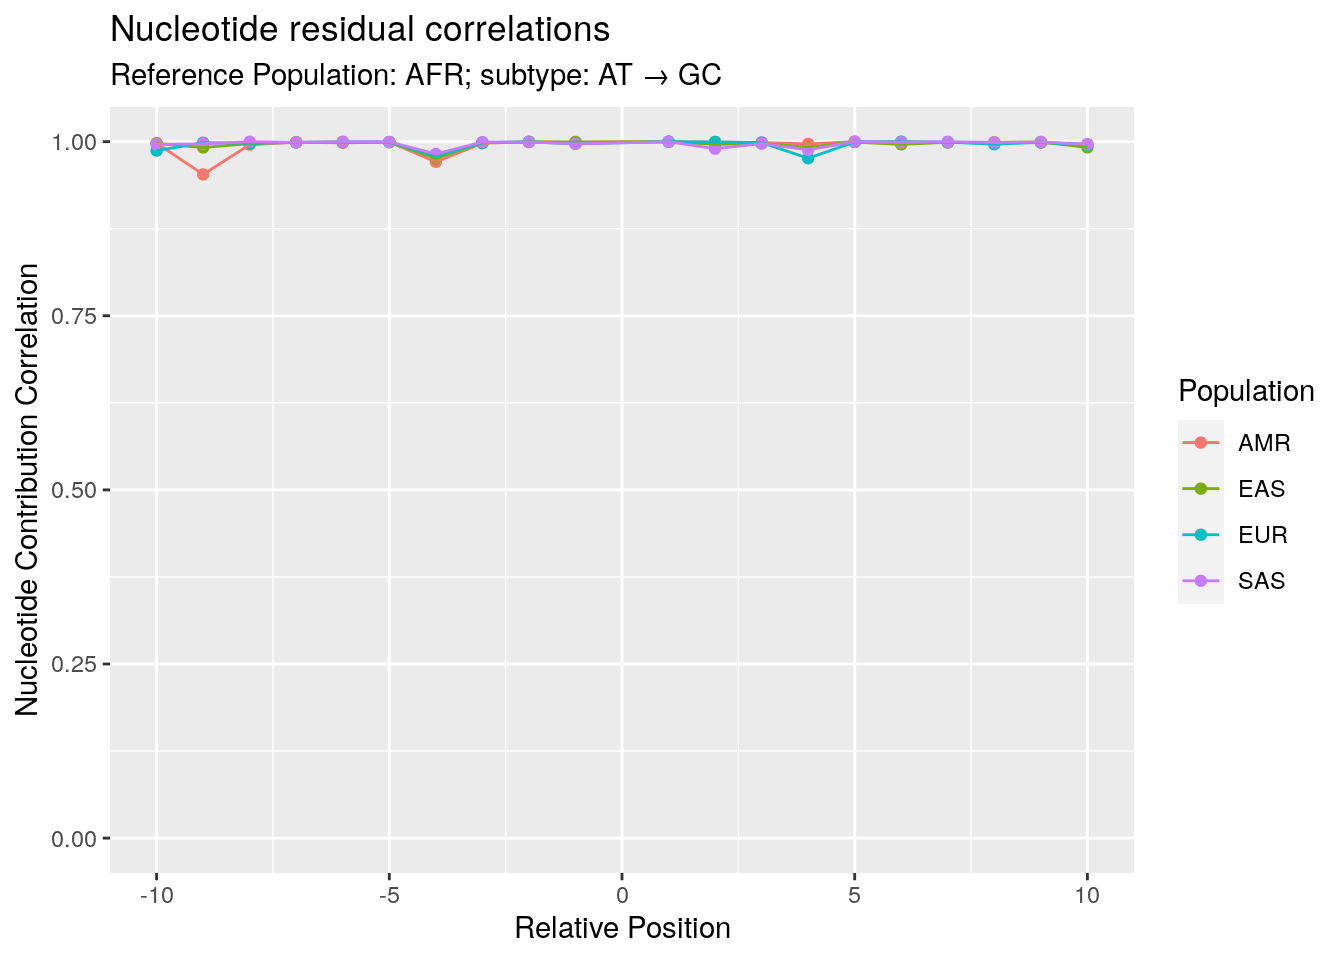 Nucleotide residual correlations
Reference Population: AFR; subtype: AT → GC
1.00
0.75
0.50
0.25
0.00
Nucleotide Contribution Correlation
-10
-5
0
5
10
Relative Position
Population
AMR
EAS
EUR
SAS